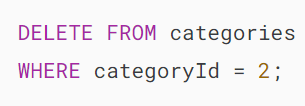 DELETE FROM categories
WHERE categoryId = 2;